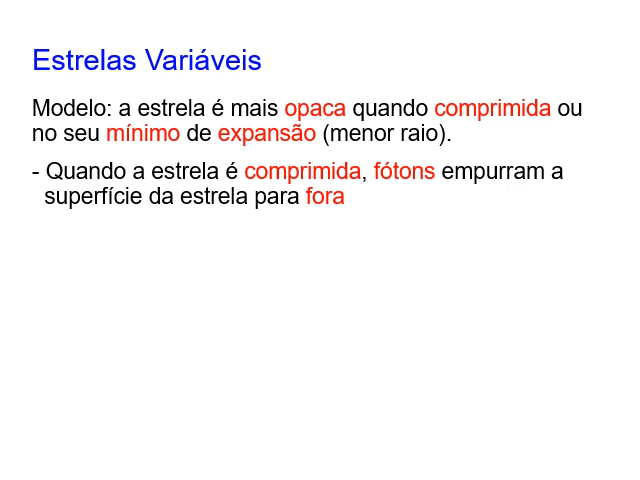 Estrelas Variáveis
Modelo: a estrela é mais opaca quando comprimida ou
no seu mínimo de expansão (menor raio).
- Quando a estrela é comprimida, fótons empurram a
superfície da estrela para fora